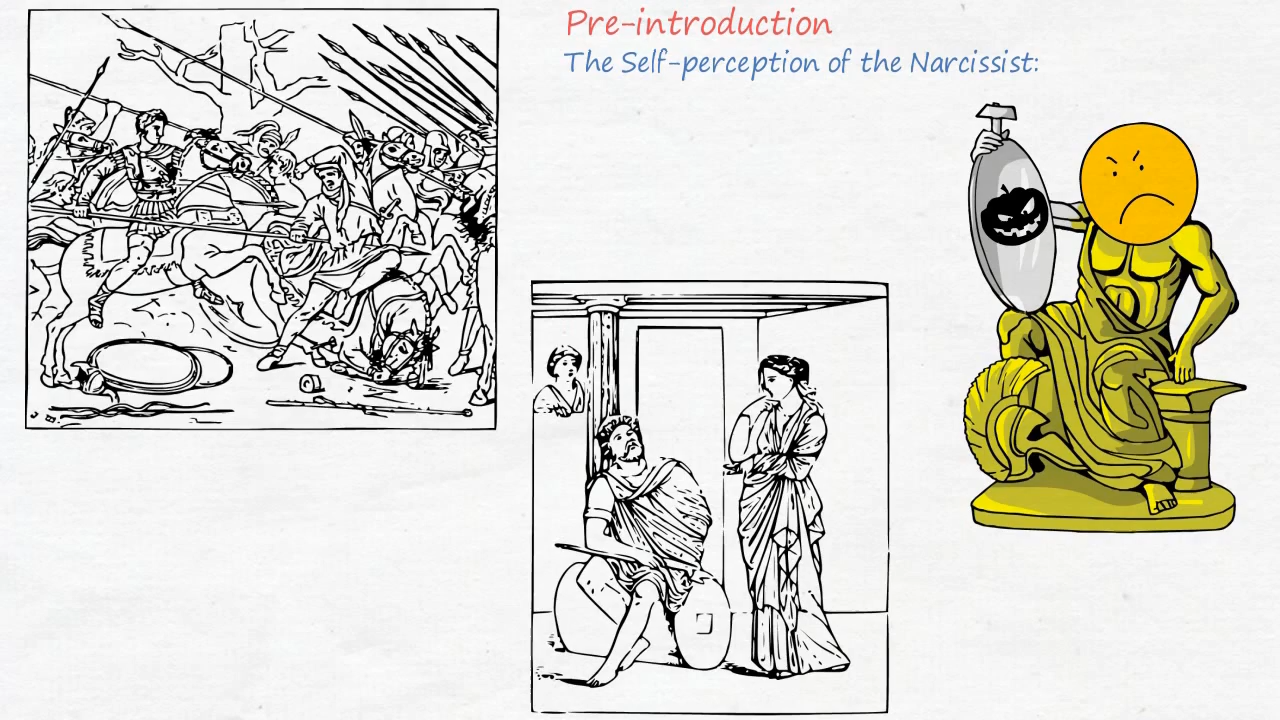 Pre-introduction
The Self-perception of the Narcissist: